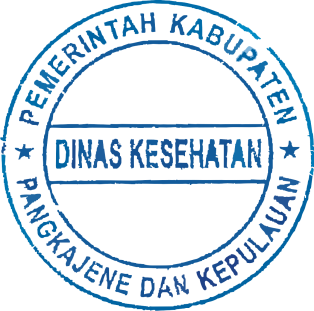 PEMERINTAH KABUPATEN
★ DINAS KESEHATAN ★
PANGKAJENE DAN KEPULAUAN